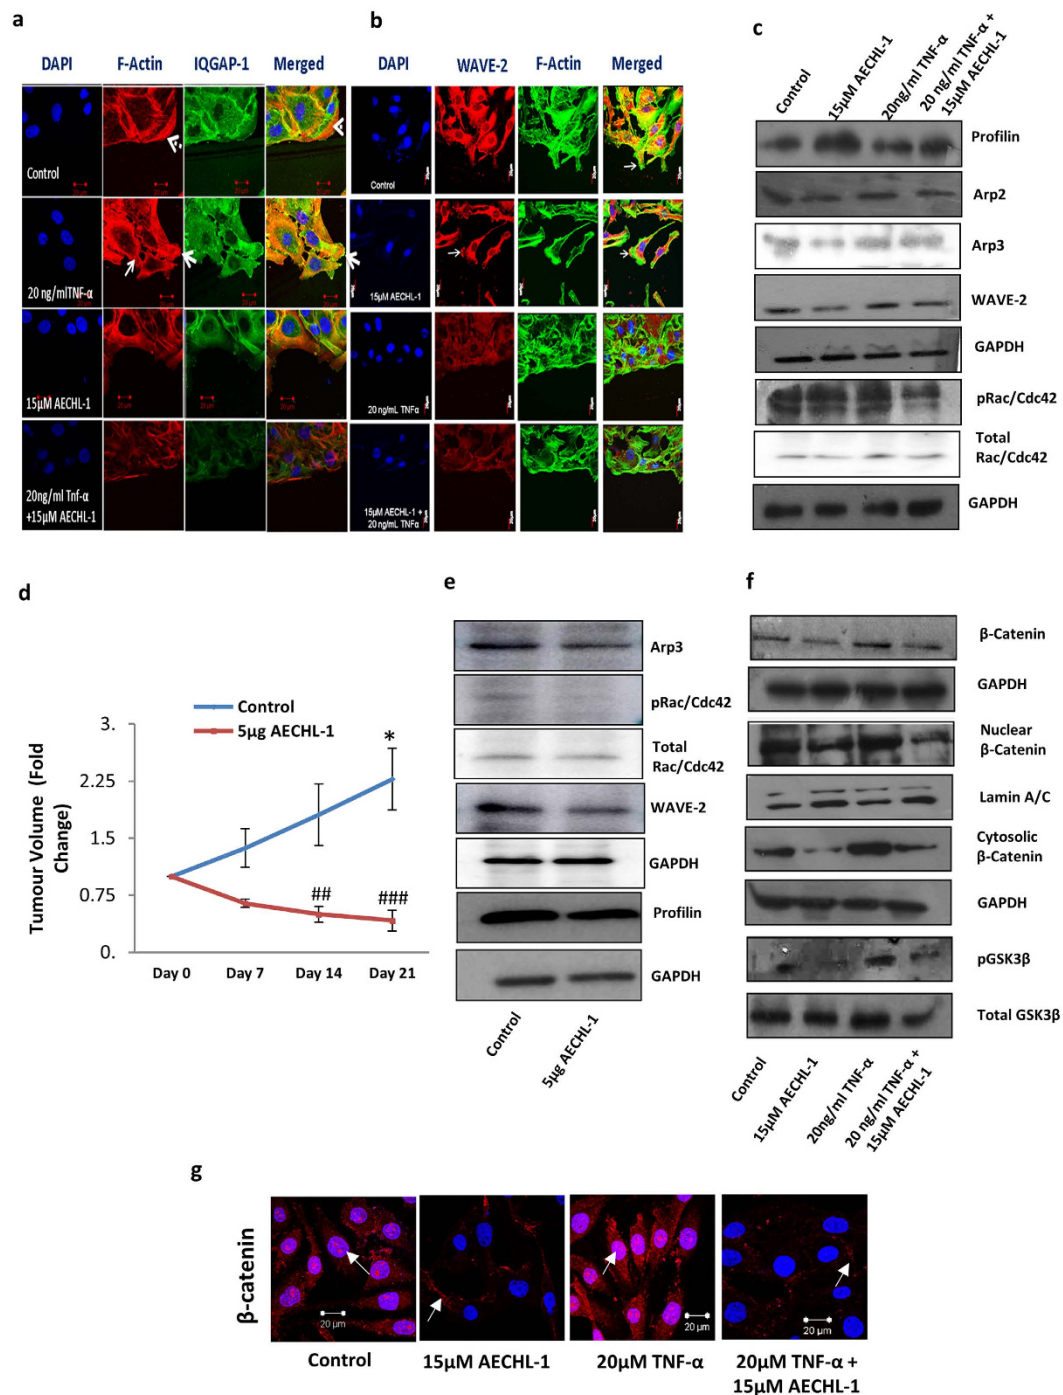 a
b
c
DAPI F-Actin IQGAP-1 Merged
DAPI WAVE-2 F-Actin Merged
Control
20 ng/mlTNF-α
15µM AECHL-1
20ng/ml Tnf-α
+15µM AECHL-1
Control
15µM AECHL-1
20 ng/mL TNFα
15µM AECHL-1 +
20 ng/mL TNFα
Control
15µM AECHL-1
20ng/ml TNF-α
20 ng/ml TNF-α +
15µM AECHL-1
Profilin
Arp2
Arp3
WAVE-2
GAPDH
pRac/Cdc42
Total
Rac/Cdc42
GAPDH
d
Control
5µg AECHL-1
Tumour Volume (Fold
Change)
3.
2.25
1.5
0.75
0.
*
##
###
Day 0 Day 7 Day 14 Day 21
e
Arp3
pRac/Cdc42
Total
Rac/Cdc42
WAVE-2
GAPDH
Profilin
GAPDH
Control
5µg AECHL-1
f
β-Catenin
GAPDH
Nuclear
β-Catenin
Lamin A/C
Cytosolic
β-Catenin
GAPDH
pGSK3β
Total GSK3β
Control
15µM AECHL-1
20ng/ml TNF-α
20 ng/ml TNF-α +
15µM AECHL-1
g
β-catenin
20 µm
20 µm
20 µm
20 µm
Control
15µM AECHL-1
20µM TNF-α
20µM TNF-α +
15µM AECHL-1